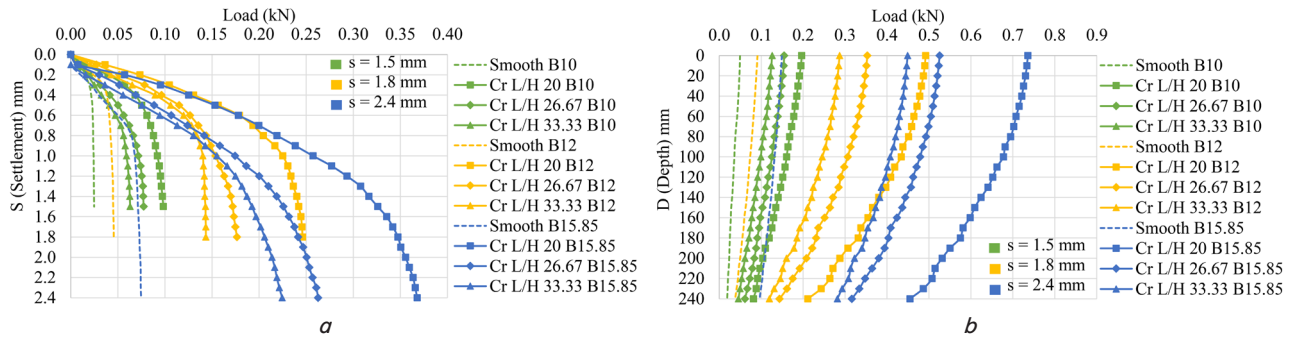 Load (kN)
0.00 0.05 0.10 0.15 0.20 0.25 0.30 0.35 0.40
S (Settlement) mm
0.0
0.2
0.4
0.6
0.8
1.0
1.2
1.4
1.6
1.8
2.0
2.2
2.4
s = 1.5 mm
s = 1.8 mm
s = 2.4 mm
Smooth B10
Cr L/H 20 B10
Cr L/H 26.67 B10
Cr L/H 33.33 B10
Smooth B12
Cr L/H 20 B12
Cr L/H 26.67 B12
Cr L/H 33.33 B12
Smooth B15.85
Cr L/H 20 B15.85
Cr L/H 26.67 B15.85
Cr L/H 33.33 B15.85
a
Load (kN)
0.0 0.1 0.2 0.3 0.4 0.5 0.6 0.7 0.8 0.9
D (Depth) mm
0
20
40
60
80
100
120
140
160
180
200
220
240
s = 1.5 mm
s = 1.8 mm
s = 2.4 mm
Smooth B10
Cr L/H 20 B10
Cr L/H 26.67 B10
Cr L/H 33.33 B10
Smooth B12
Cr L/H 20 B12
Cr L/H 26.67 B12
Cr L/H 33.33 B12
Smooth B15.85
Cr L/H 20 B15.85
Cr L/H 26.67 B15.85
Cr L/H 33.33 B15.85
b